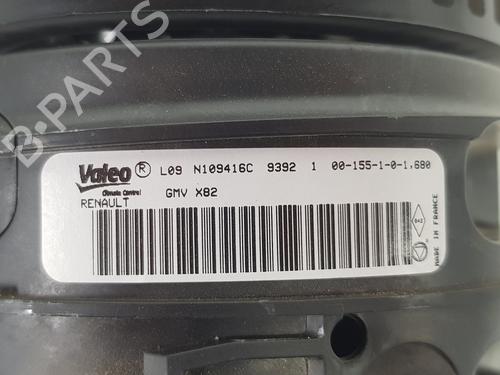 B-PARTS
Valeo ® L09 N109416C 9392 1 00-155-1-0-1.680
Climate Control
GMV X82
RENAULT
MADE IN FRANCE